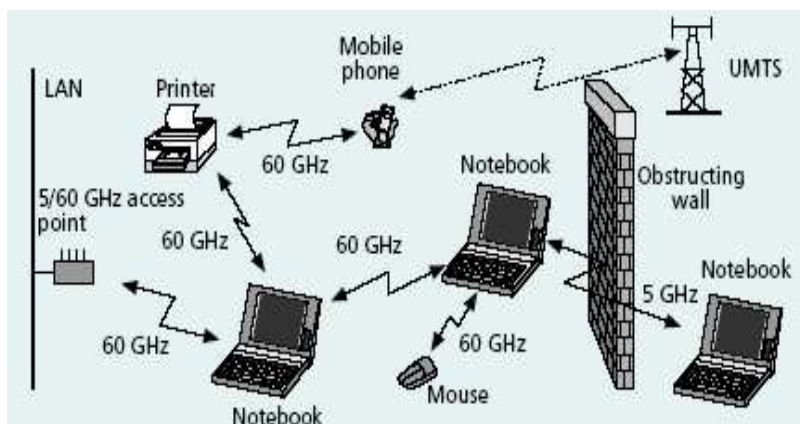 LAN
Printer
Mobile
phone
UMTS
60 GHz
Notebook
Obstructing
wall
5/60 GHz access
point
60 GHz
60 GHz
Notebook
5 GHz
60 GHz
60 GHz
Mouse
Notebook